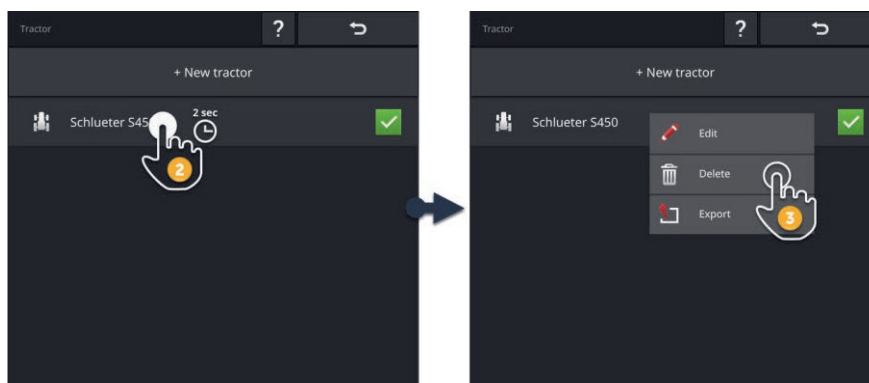 Tractor
?
+ New tractor
Schlueter S45
2 sec
2
Tractor
?
+ New tractor
Schlueter S450
Edit
Delete
Export
3